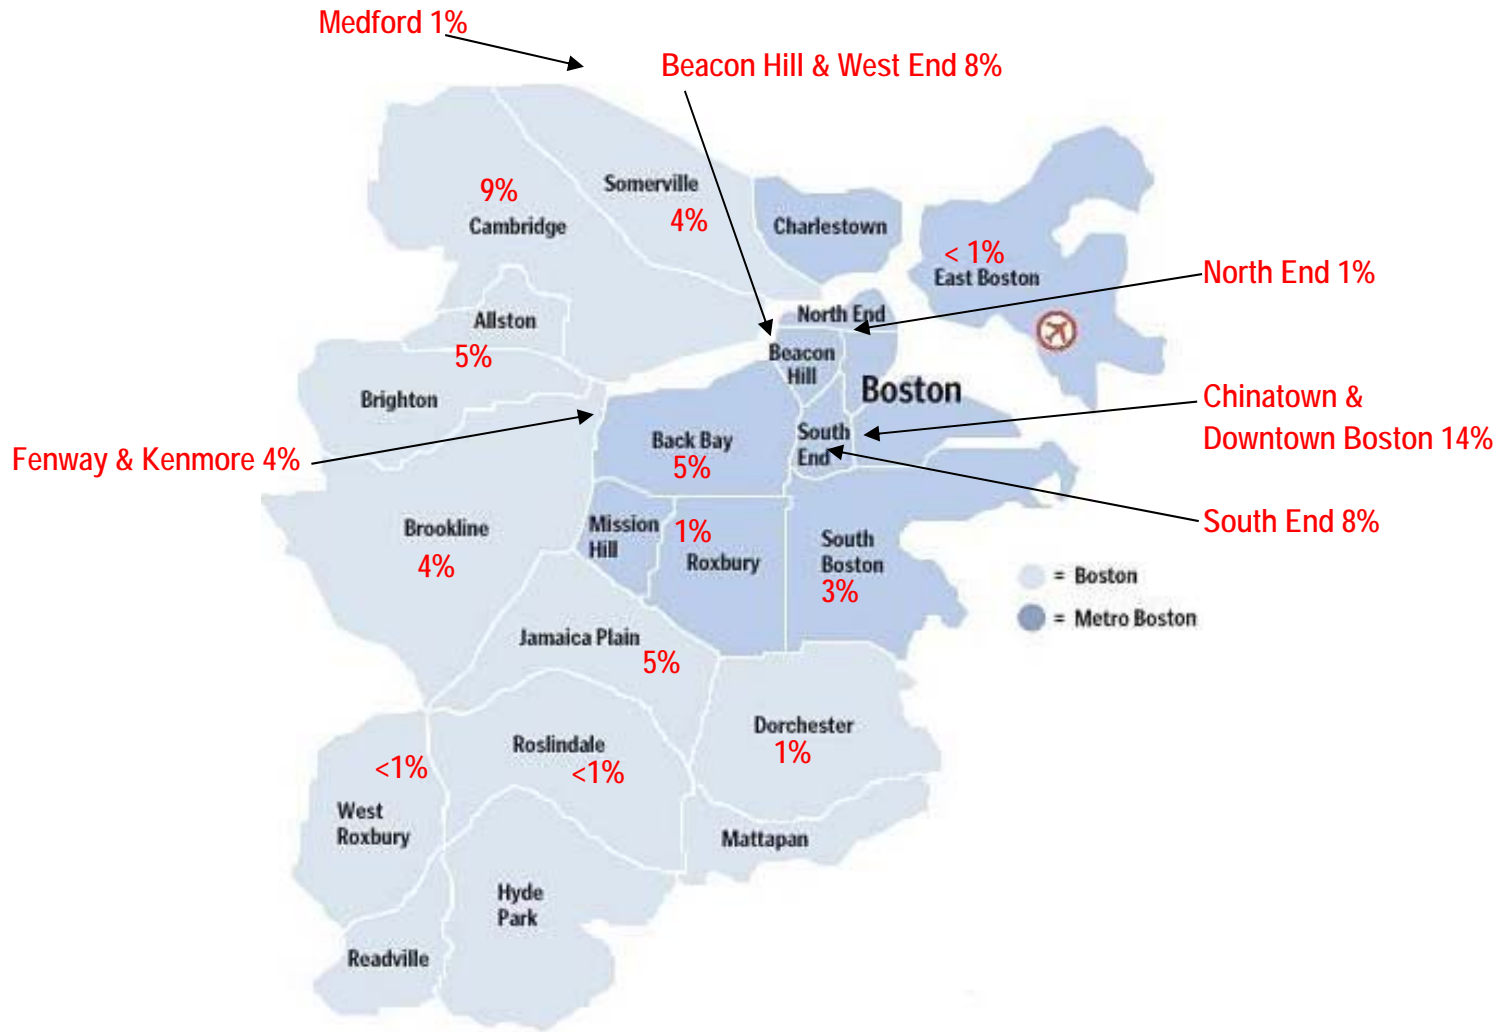 Medford 1%
Beacon Hill & West End 8%
9%
Cambridge
Somerville
4%
Charlestown
< 1%
East Boston
North End 1%
North End
Allston
5%
Beacon
Hill
Boston
Brighton
Chinatown &
Downtown Boston 14%
Fenway & Kenmore 4%
Back Bay
5%
South
End
South End 8%
Brookline
4%
Mission
Hill
1%
Roxbury
South
Boston
3%
= Boston
= Metro Boston
Jamaica Plain
5%
Dorchester
1%
Roslindale
<1%
<1%
West
Roxbury
Mattapan
Hyde
Park
Readville